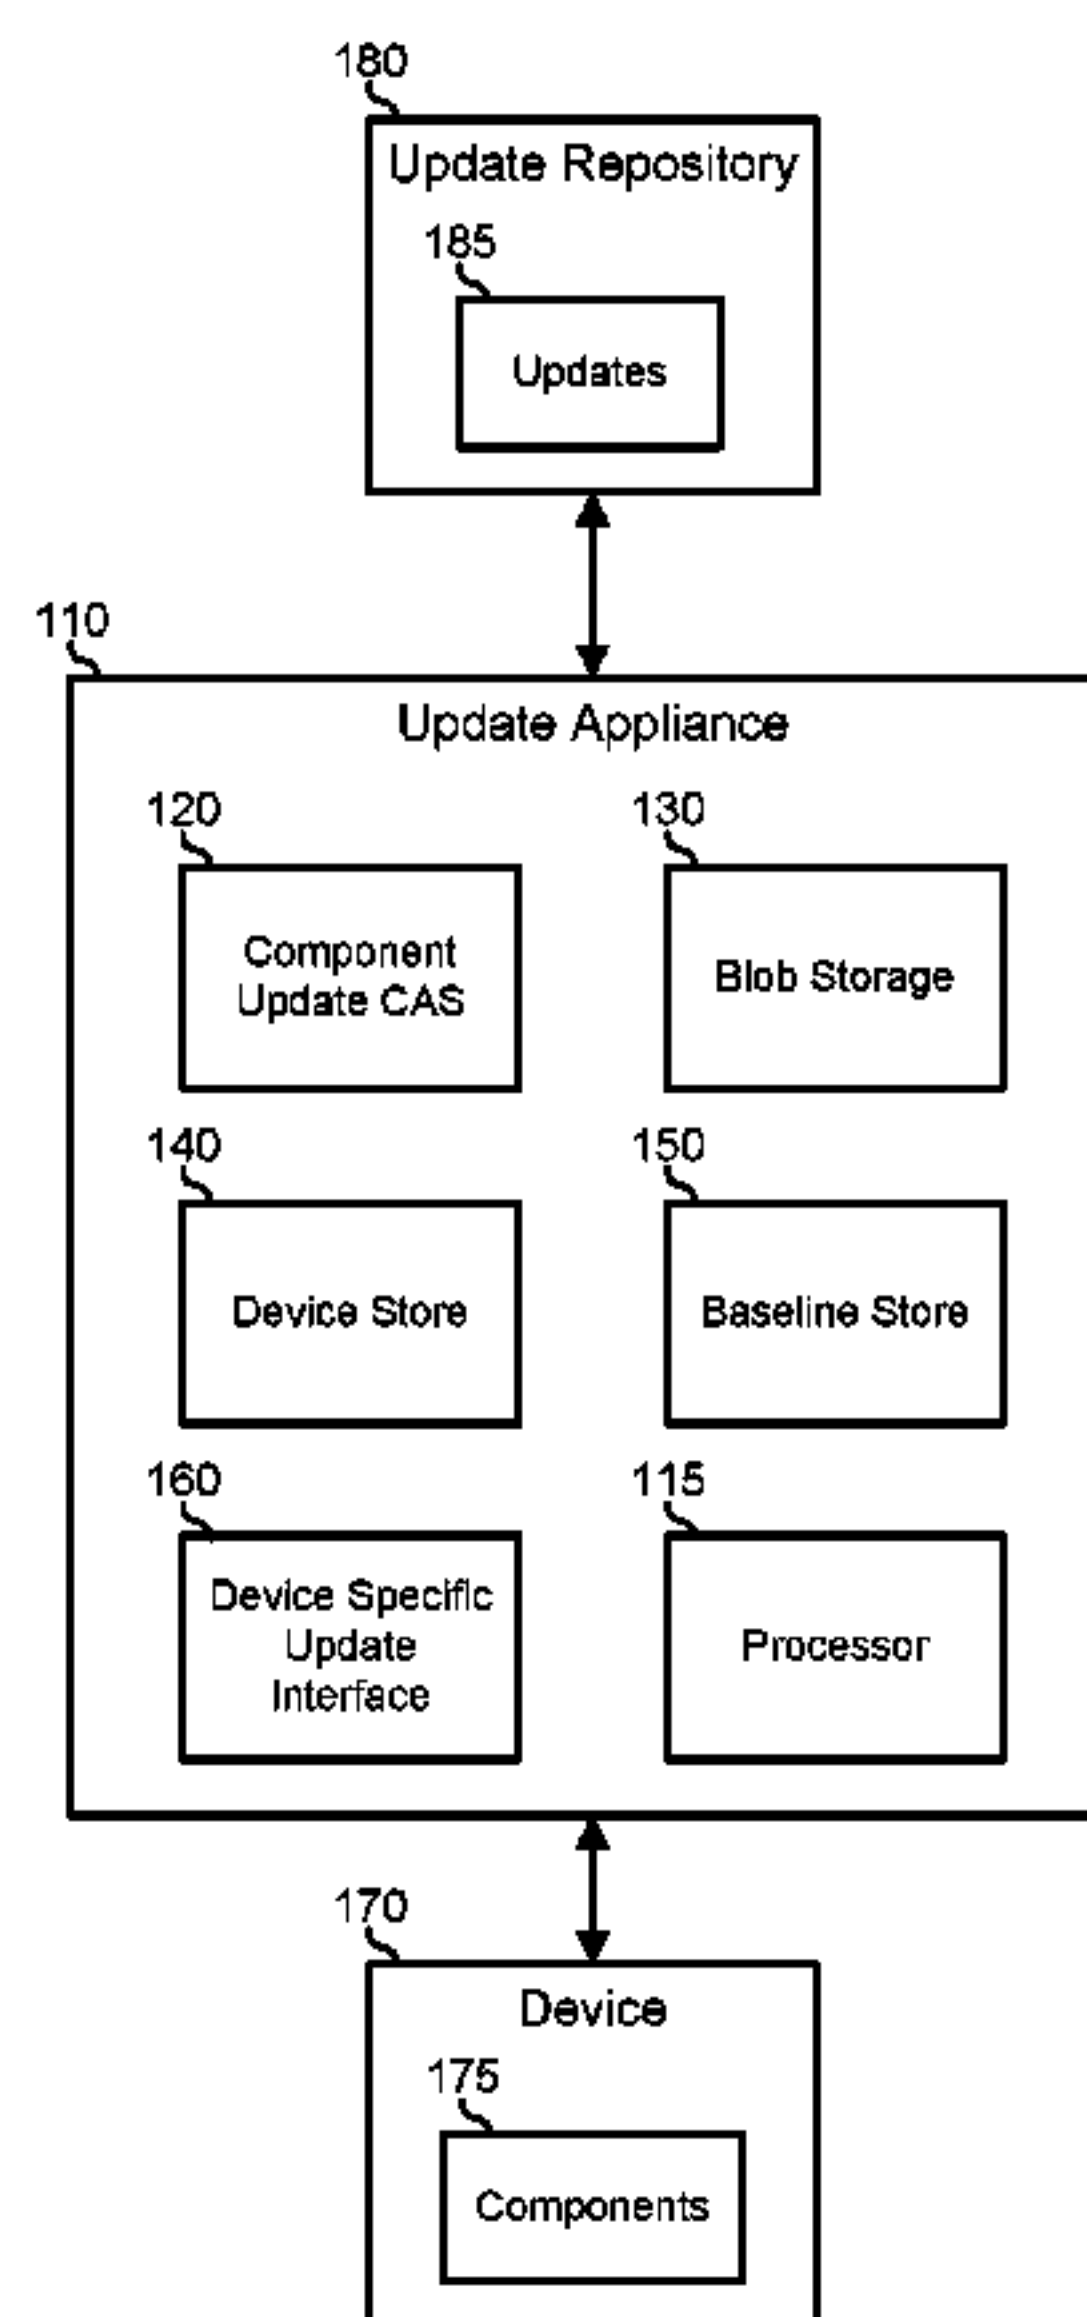 180
Update Repository
185
Updates
110
Update Appliance
120
130
Component
Update CAS
Blob Storage
140
150
Device Store
Baseline Store
160
115
Device Specific
Update
Interface
Processor
170
Device
175
Components